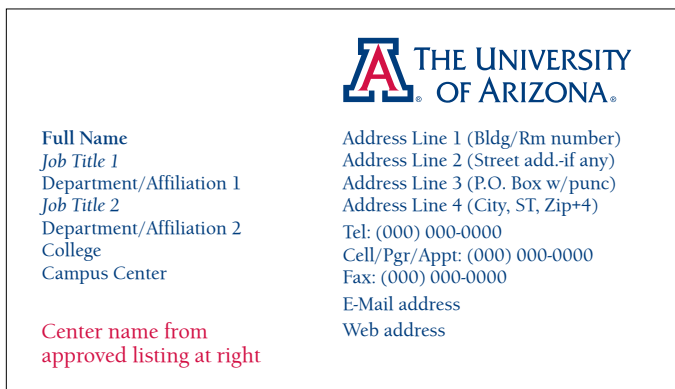 A
THE UNIVERSITY
OF ARIZONA®
Full Name
Job Title 1
Department/Affiliation 1
Job Title 2
Department/Affiliation 2
College
Campus Center
Center name from
approved listing at right
Address Line 1 (Bldg/Rm number)
Address Line 2 (Street add.-if any)
Address Line 3 (P.O. Box w/punc)
Address Line 4 (City, ST, Zip+4)
Tel: (000) 000-0000
Cell/Pgr/Appt: (000) 000-0000
Fax: (000) 000-0000
E-Mail address
Web address